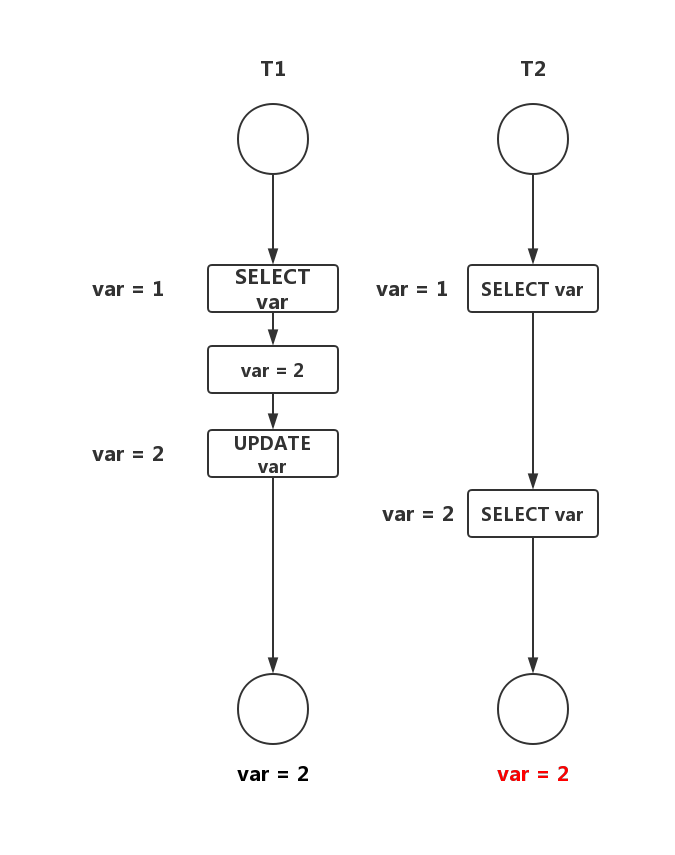 T1
T2
var = 1
SELECT
var
var = 1
SELECT var
var = 2
var = 2
UPDATE
var
var = 2
SELECT var
var = 2
var = 2